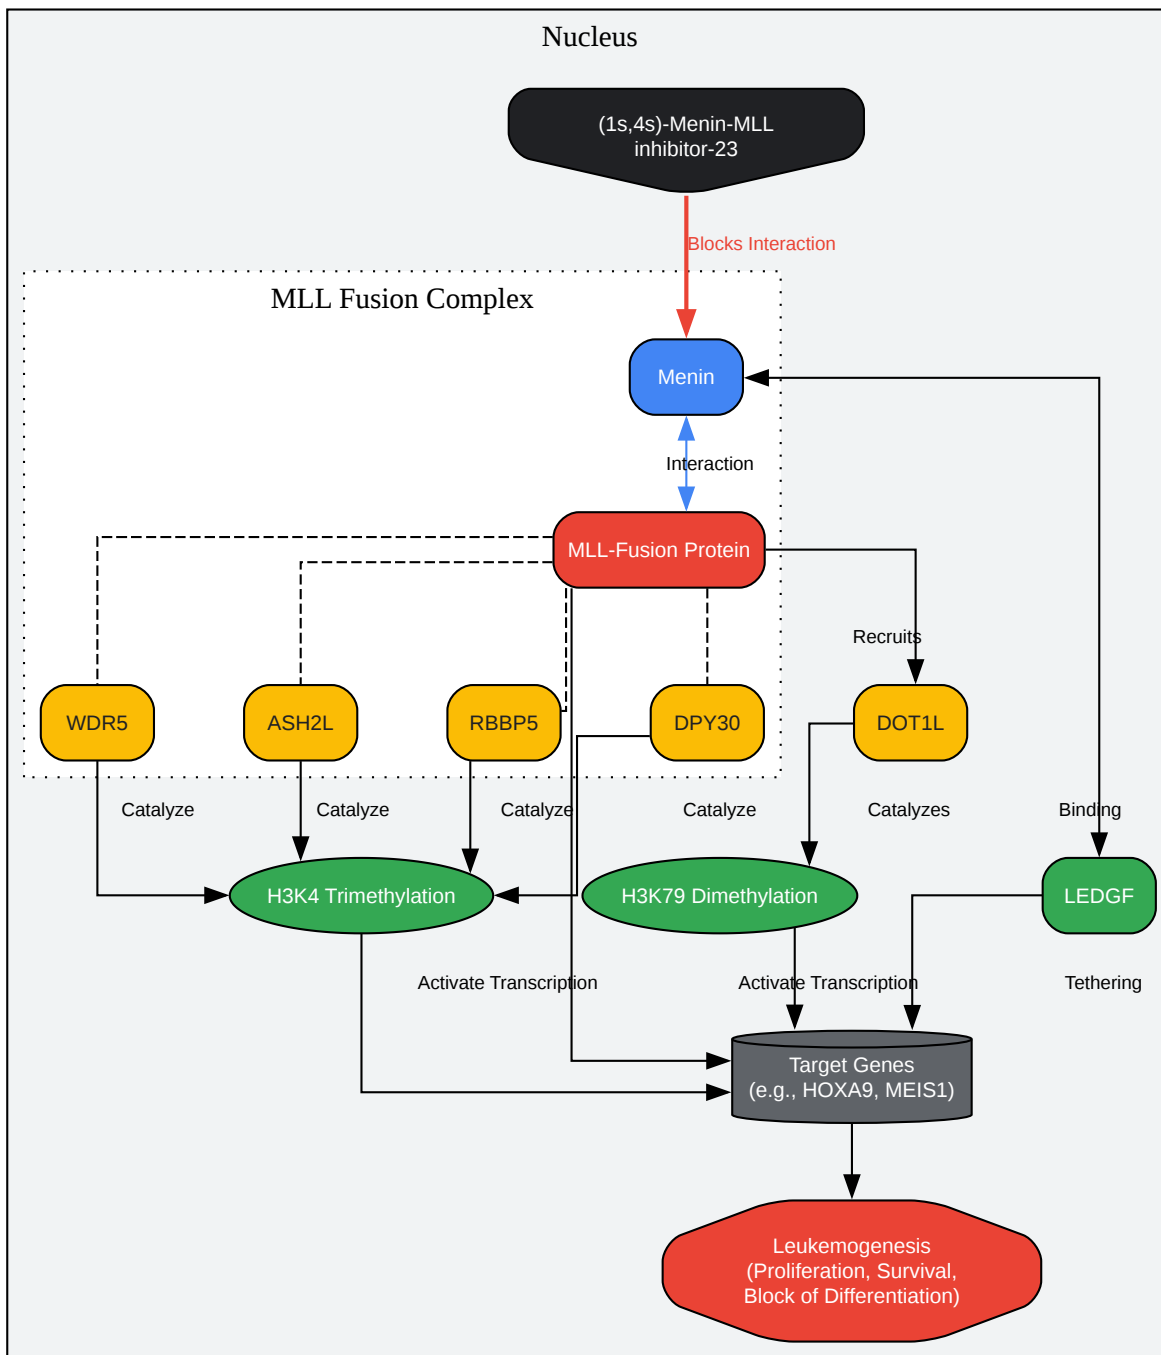 Nucleus
(1s,4s)-Menin-MLL
inhibitor-23
Blocks Interaction
MLL Fusion Complex
Menin
Interaction
MLL-Fusion Protein
Recruits
WDR5
ASH2L
RBBP5
DPY30
DOT1L
Catalyze
Catalyze
Catalyze
Catalyze
Catalyzes
Binding
H3K4 Trimethylation
H3K79 Dimethylation
LEDGF
Activate Transcription
Activate Transcription
Tethering
Target Genes
(e.g., HOXA9, MEIS1)
Leukemogenesis
(Proliferation, Survival,
Block of Differentiation)